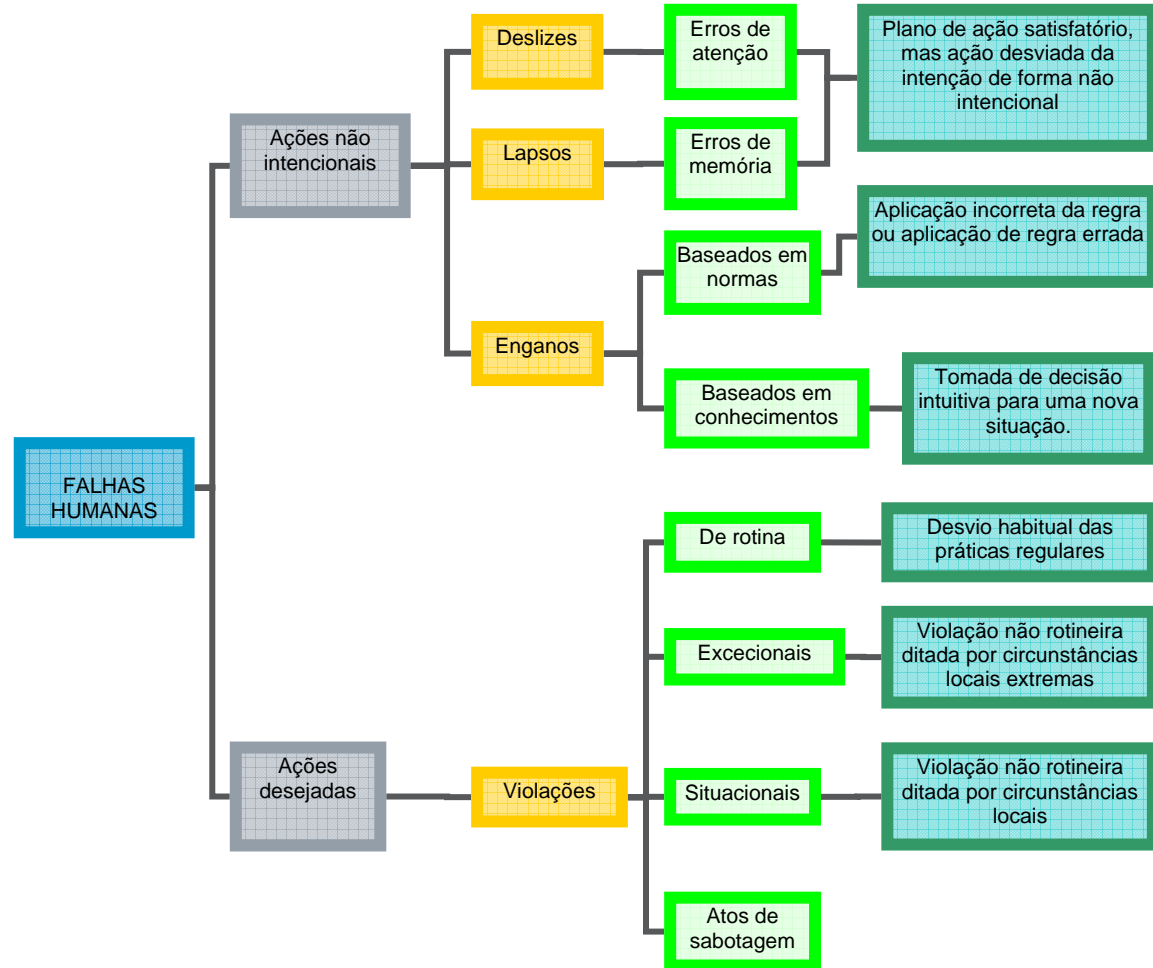 FALHAS
HUMANAS
Ações não
intencionais
Deslizes
Erros de
atenção
Plano de ação satisfatório,
mas ação desviada da
intenção de forma não
intencional
Lapsos
Erros de
memória
Enganos
Baseados em
normas
Aplicação incorreta da regra
ou aplicação de regra errada
Baseados em
conhecimentos
Tomada de decisão
intuitiva para uma nova
situação.
Ações
desejadas
Violações
De rotina
Desvio habitual das
práticas regulares
Excecionais
Violação não rotineira
ditada por circunstâncias
locais extremas
Situacionais
Violação não rotineira
ditada por circunstâncias
locais
Atos de
sabotagem